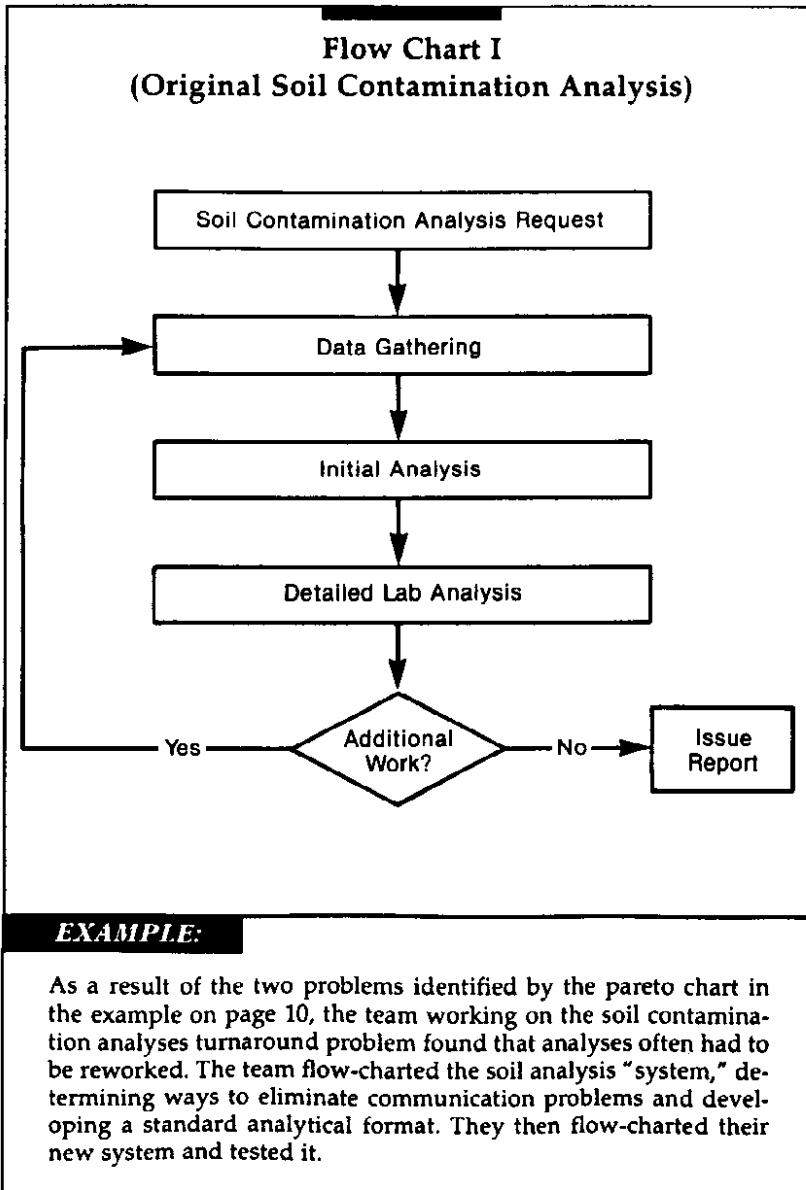 Flow Chart I
(Original Soil Contamination Analysis)
Soil Contamination Analysis Request
Data Gathering
Initial Analysis
Detailed Lab Analysis
Additional
Work?
Yes
No
Issue
Report
EXAMPLE:
As a result of the two problems identified by the pareto chart in
the example on page 10, the team working on the soil contamina-
tion analyses turnaround problem found that analyses often had to
be reworked. The team flow-charted the soil analysis "system," de-
termining ways to eliminate communication problems and devel-
oping a standard analytical format. They then flow-charted their
new system and tested it.